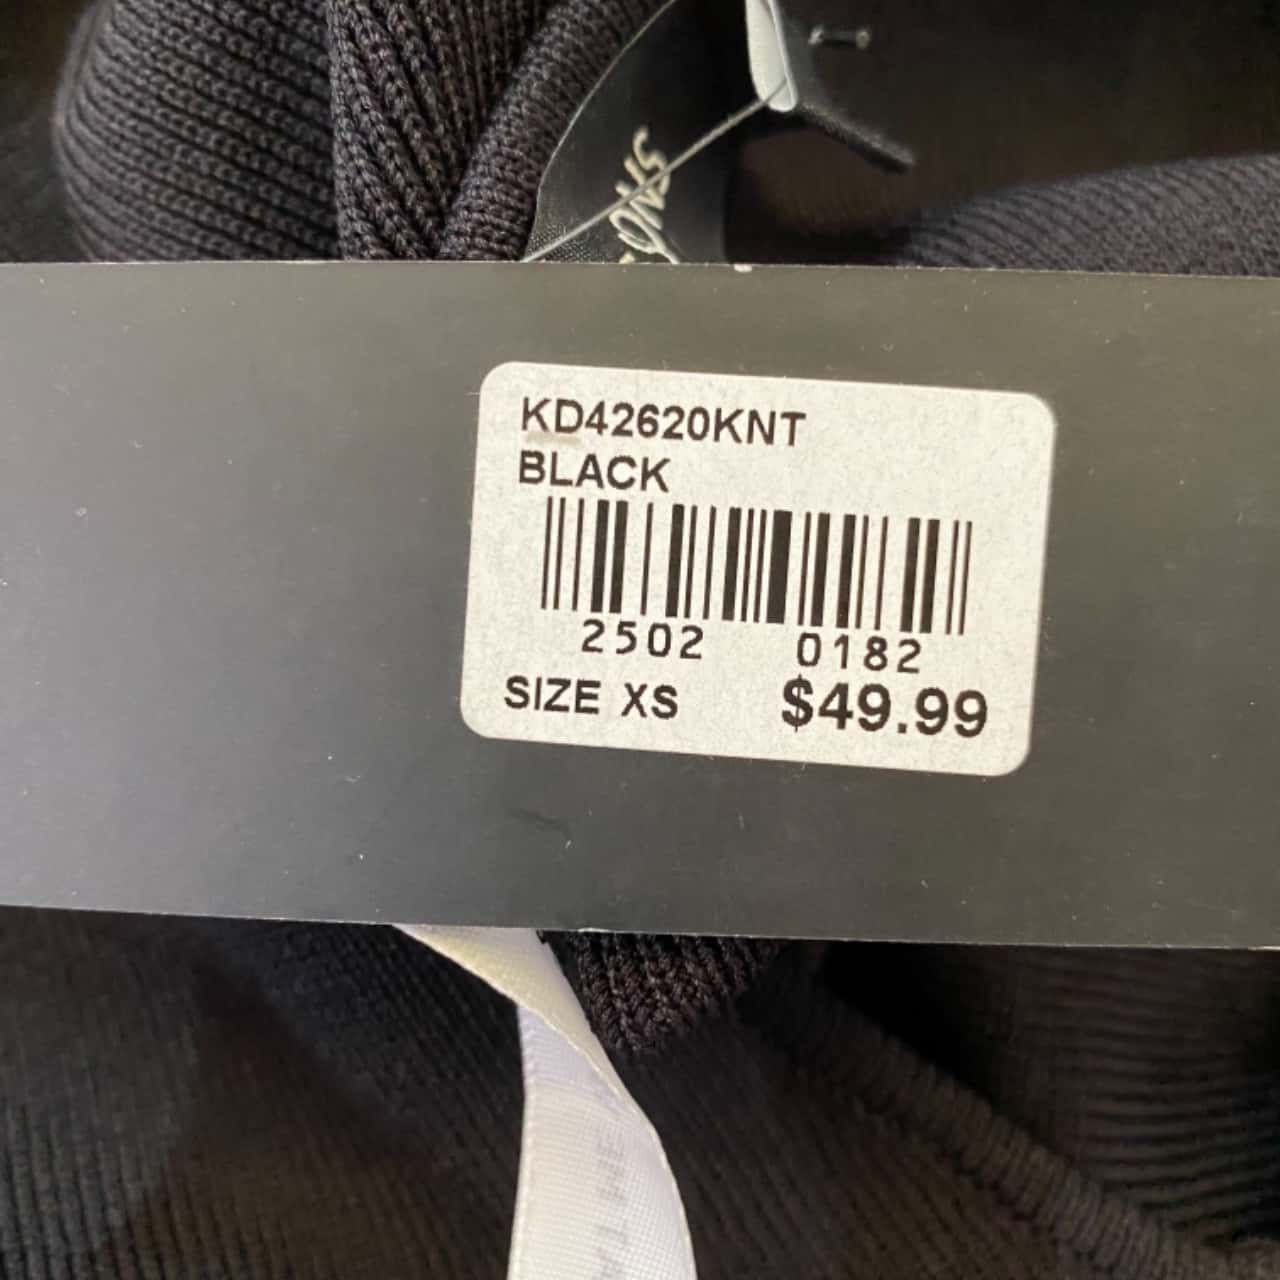 KD42620KNT
BLACK
2502 0182
SIZE XS $49.99